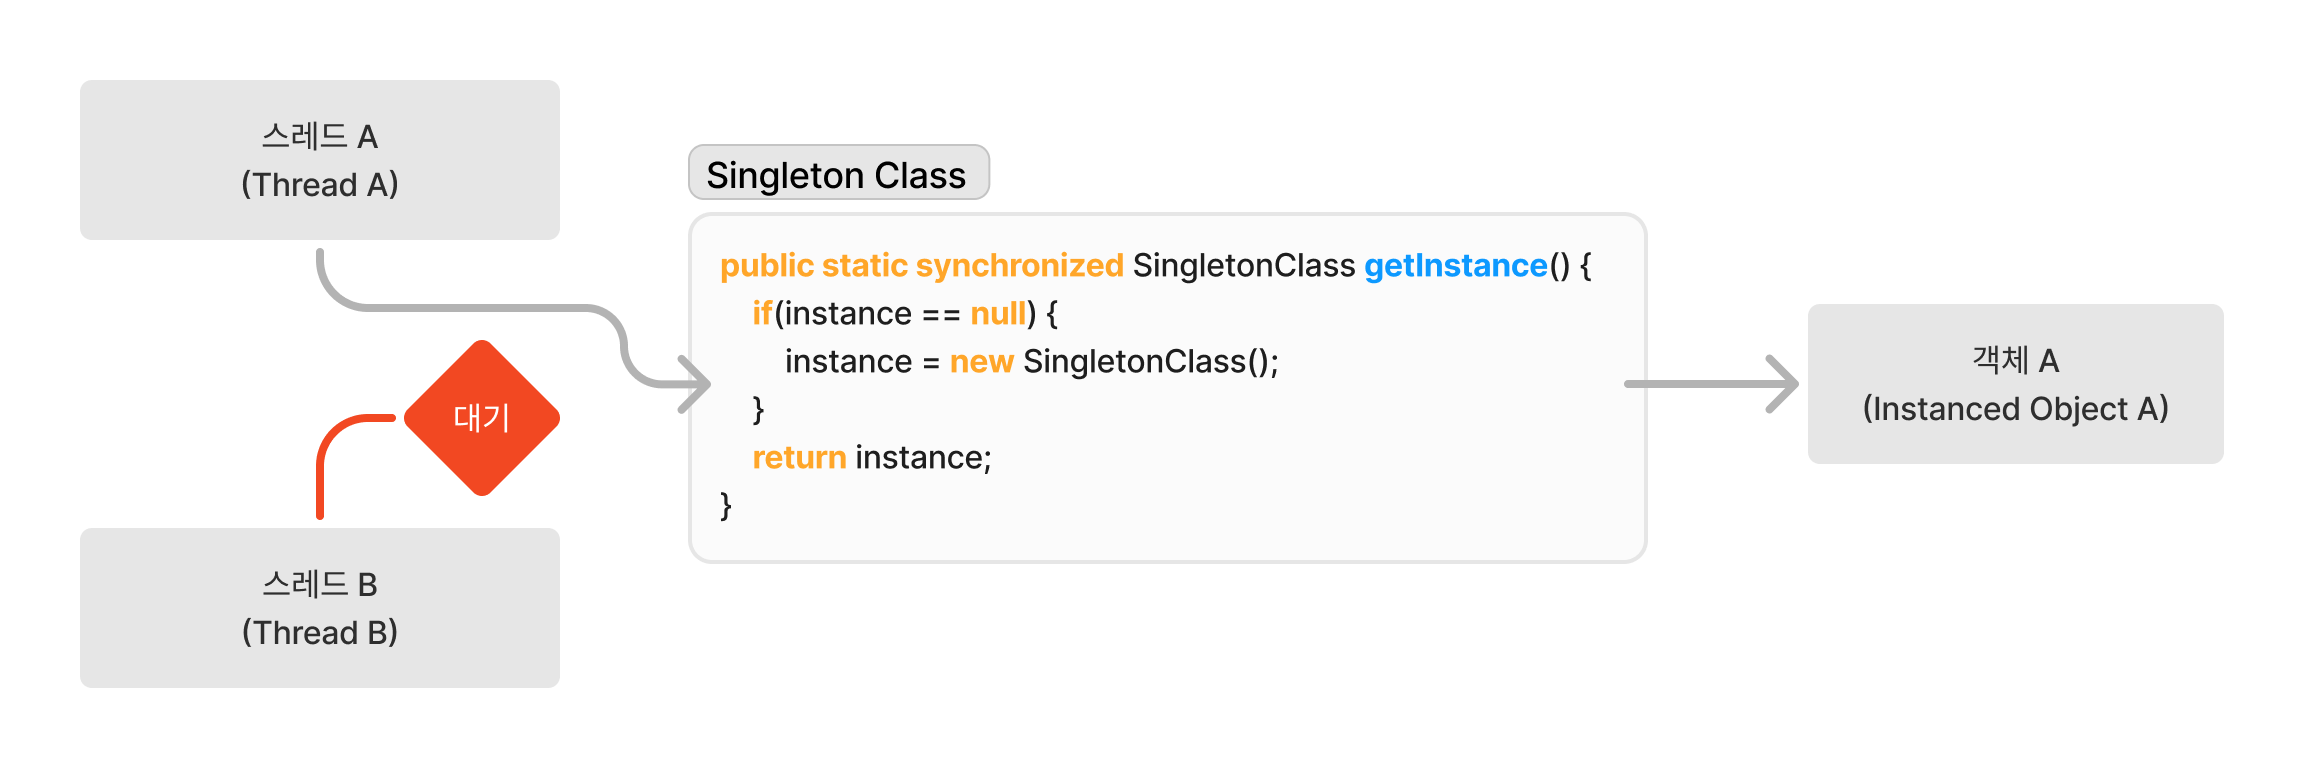 스레드 A
(Thread A)
대기
스레드 B
(Thread B)
Singleton Class
public static synchronized SingletonClass getInstance() {
if(instance == null) {
instance = new SingletonClass();
}
return instance;
}
객체 A
(Instanced Object A)